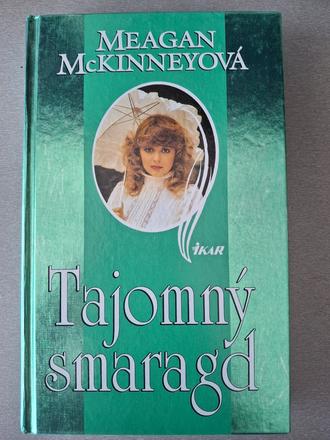 MEAGAN
MCKINNEYOVÁ
IKAR
Tajomný
smaragd